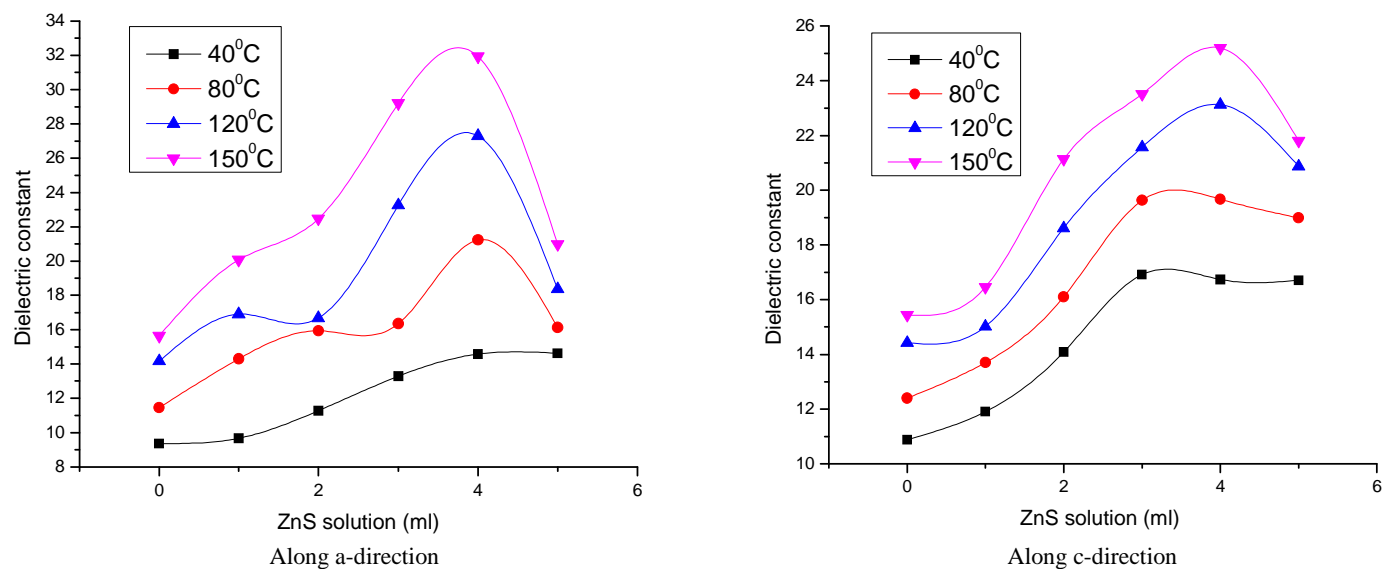 34
32
30
28
26
24
22
20
18
16
14
12
10
8
Dielectric constant
40⁰C
80⁰C
120⁰C
150⁰C
0 2 4 6
ZnS solution (ml)
Along a-direction
26
24
22
20
18
16
14
12
10
Dielectric constant
40⁰C
80⁰C
120⁰C
150⁰C
0 2 4 6
ZnS solution (ml)
Along c-direction